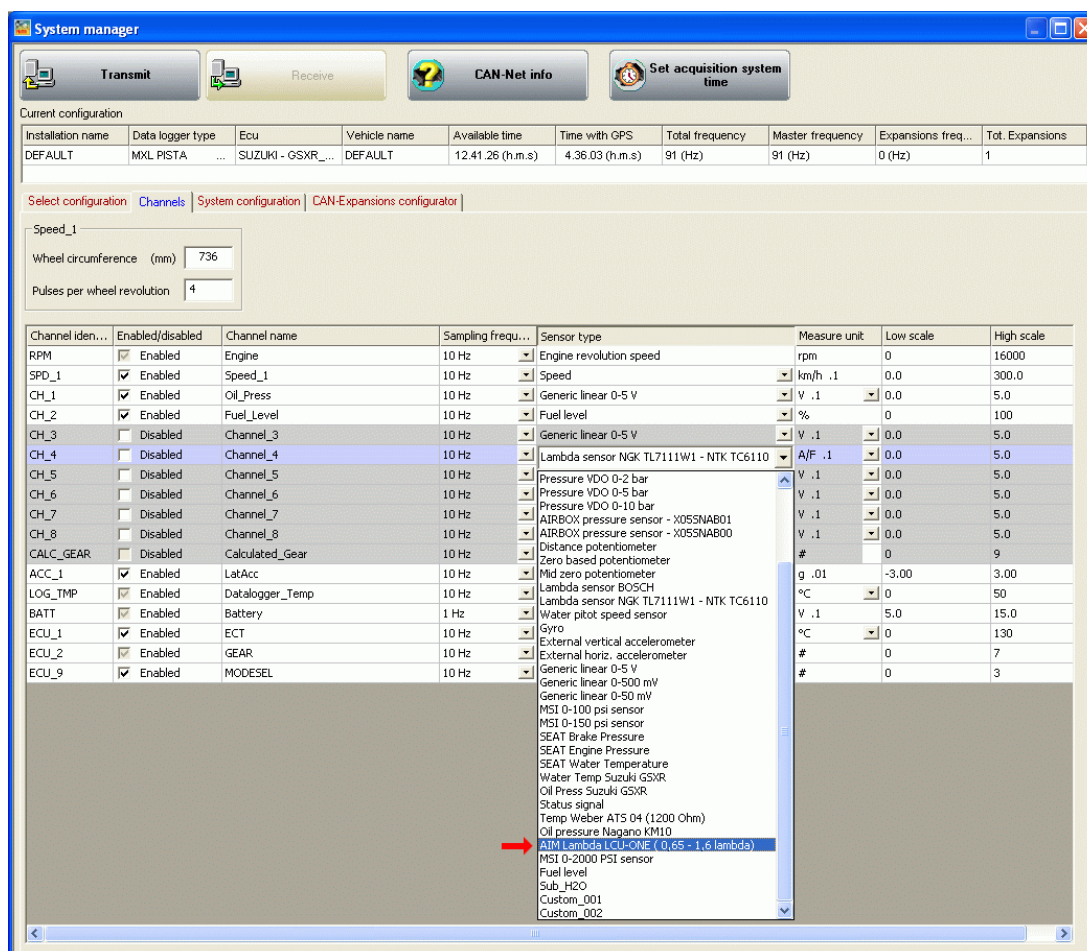 System manager
Transmit
Receive
CAN-Net info
Set acquisition system time
Current configuration
Installation name Data logger type Ecu Vehicle name Available time Time with GPS Total frequency Master frequency Expansions freq... Tot. Expansions
DEFAULT MXL PISTA ... SUZUKI - GSXR_... DEFAULT 12.41.26 (h.m.s) 4.36.03 (h.m.s) 91 (Hz) 91 (Hz) 0 (Hz) 1
Select configuration Channels System configuration CAN-Expansions configurator
Speed_1
Wheel circumference (mm) 736
Pulses per wheel revolution 4
Channel iden... Enabled/disabled Channel name Sampling frequ... Sensor type Measure unit Low scale High scale
RPM Enabled Engine 10 Hz Engine revolution speed rpm 0 16000
SPD_1 Enabled Speed_1 10 Hz Speed km/h .1 0.0 300.0
CH_1 Enabled Oil_Press 10 Hz Generic linear 0-5 V V .1 0.0 5.0
CH_2 Enabled Fuel_Level 10 Hz Fuel level % 0 100
CH_3 Disabled Channel_3 10 Hz Generic linear 0-5 V V .1 0.0 5.0
CH_4 Disabled Channel_4 10 Hz Lambda sensor NGK TL7111W1 - NTK TC6110 A/F .1 0.0 5.0
CH_5 Disabled Channel_5 10 Hz V .1 0.0 5.0
CH_6 Disabled Channel_6 10 Hz V .1 0.0 5.0
CH_7 Disabled Channel_7 10 Hz V .1 0.0 5.0
CH_8 Disabled Channel_8 10 Hz V .1 0.0 5.0
CALC_GEAR Disabled Calculated_Gear 10 Hz # 0 9
ACC_1 Enabled LatAcc 10 Hz g .01 -3.00 3.00
LOG_TMP Enabled Datalogger_Temp 10 Hz °C 0 50
BATT Enabled Battery 1 Hz V .1 5.0 15.0
ECU_1 Enabled ECT 10 Hz °C 0 130
ECU_2 Enabled GEAR 10 Hz # 0 7
ECU_9 Enabled MODESEL 10 Hz # 0 3
Pressure VDO 0-2 bar
Pressure VDO 0-5 bar
Pressure VDO 0-10 bar
AIRBOX pressure sensor - X05SNAB01
AIRBOX pressure sensor - X05SNAB00
Distance potentiometer
Zero based potentiometer
Mid zero potentiometer
Lambda sensor BOSCH
Lambda sensor NGK TL7111W1 - NTK TC6110
Water pitot speed sensor
Gyro
External vertical accelerometer
External horiz. accelerometer
Generic linear 0-5 V
Generic linear 0-500 mV
Generic linear 0-50 mV
MSI 0-100 psi sensor
MSI 0-150 psi sensor
SEAT Brake Pressure
SEAT Engine Pressure
SEAT Water Temperature
Water Temp Suzuki GSXR
Oil Press Suzuki GSXR
Status signal
Temp Weber ATS 04 (1200 Ohm)
Oil pressure Nagano KM10
AIM Lambda LCU-ONE ( 0,65 - 1,6 lambda)
MSI 0-2000 PSI sensor
Fuel level
Sub_H2O
Custom_001
Custom_002